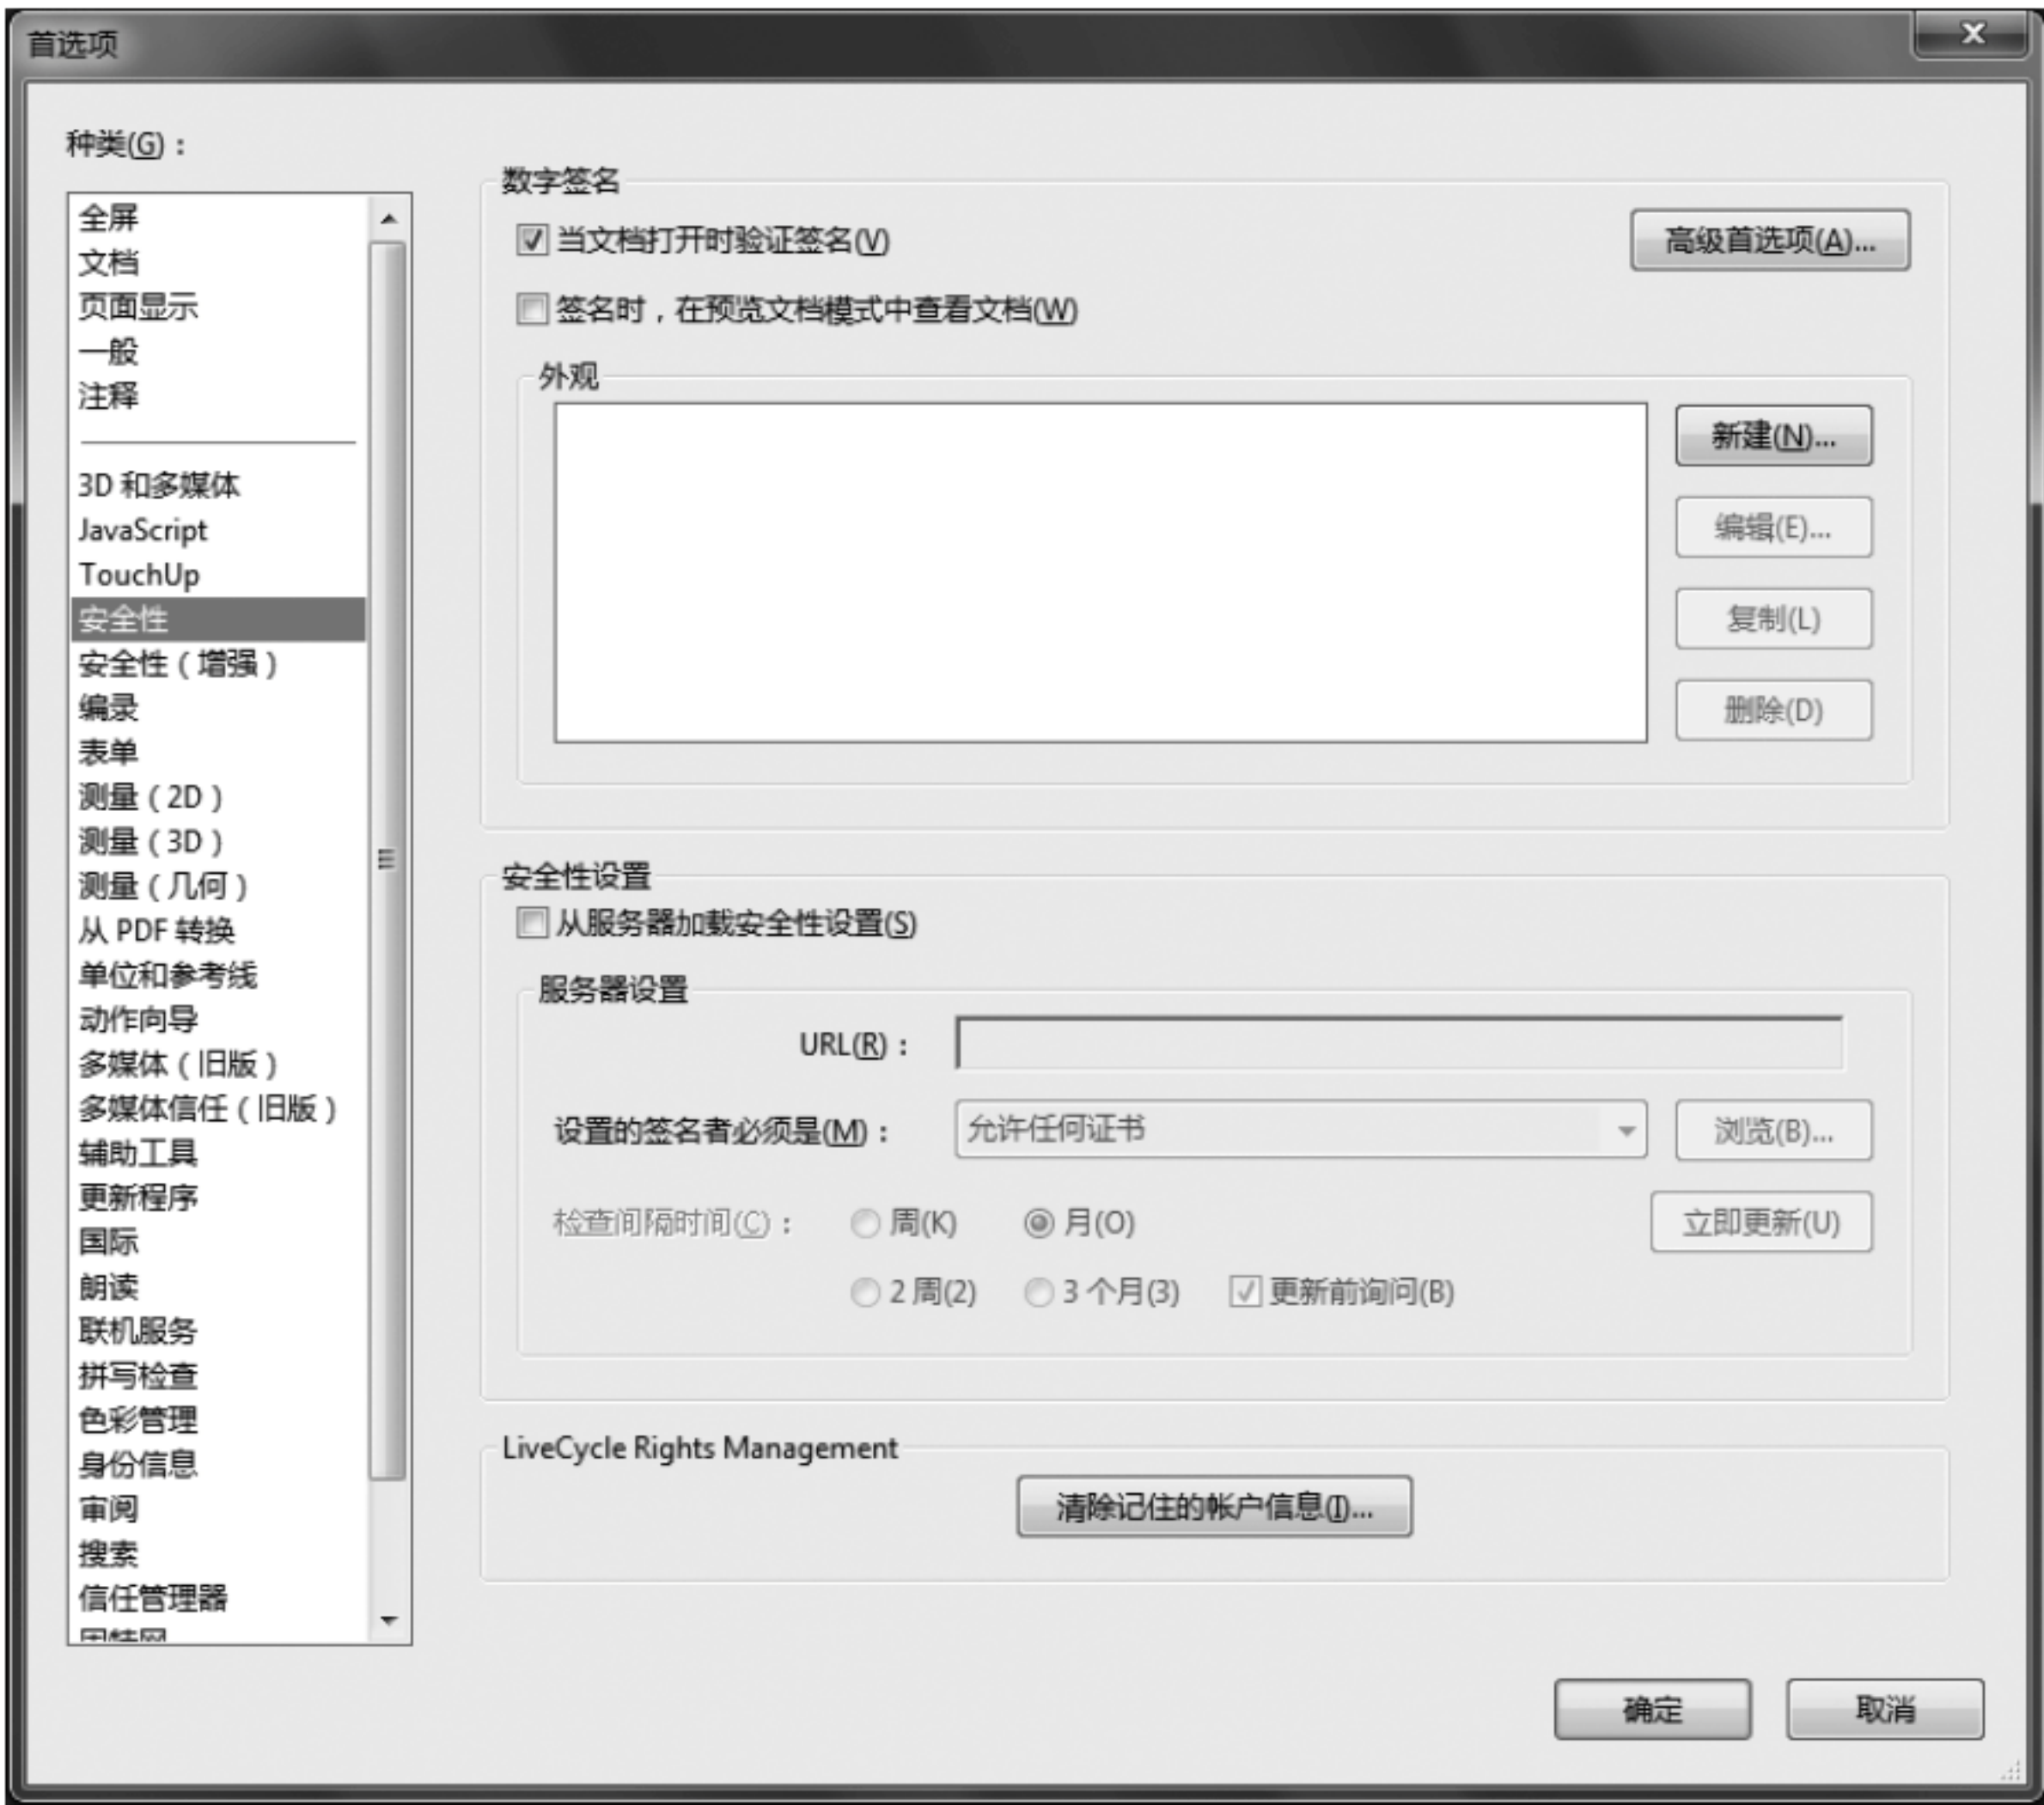 首选项
种类(G)：
全屏
文档
页面显示
一般
注释
3D 和多媒体
JavaScript
TouchUp
安全性
安全性（增强）
编录
表单
测量（2D）
测量（3D）
测量（几何）
从 PDF 转换
单位和参考线
动作向导
多媒体（旧版）
多媒体信任（旧版）
辅助工具
更新程序
国际
朗读
联机服务
拼写检查
色彩管理
身份信息
审阅
搜索
信任管理器
数字签名
当文档打开时验证签名(V)
高级首选项(A)...
签名时，在预览文档模式中查看文档(W)
外观
新建(N)...
编辑(E)...
复制(L)
删除(D)
安全性设置
从服务器加载安全性设置(S)
服务器设置
URL(R)：
设置的签名者必须是(M)： 允许任何证书 浏览(B)...
检查间隔时间(C)： 周(K) 月(O) 立即更新(U)
2 周(2) 3 个月(3) 更新前询问(B)
LiveCycle Rights Management
清除记住的帐户信息(I)...
确定 取消